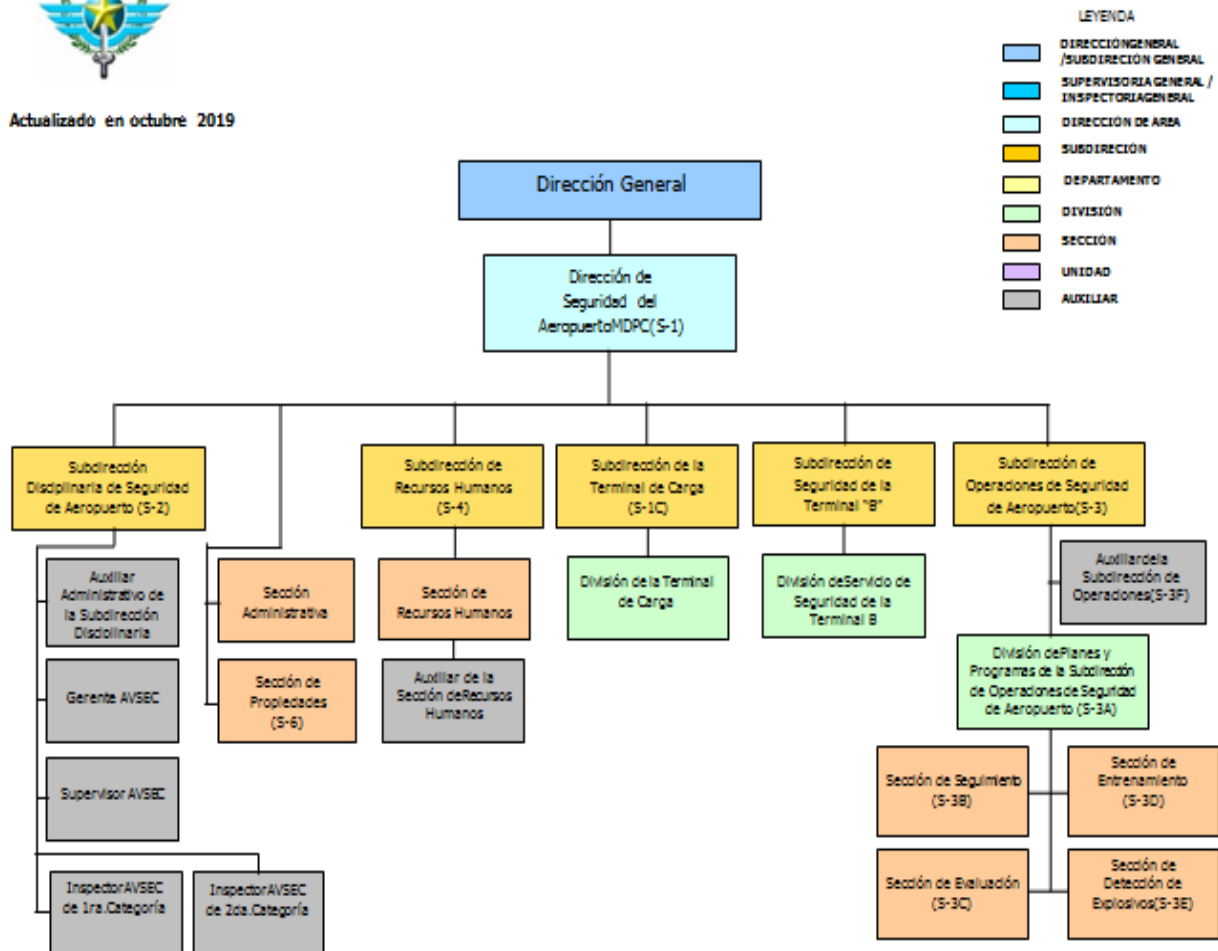 Actualizado en octubre 2019
LEYENDA
DIRECCIÓNGENERAL
/SUBDIRECIÓN GENERAL
SUPERVISORIAGENERAL /
INSPECTORIAGENERAL
DIRECCIÓN DE AREA
SUBDIRECIÓN
DEPARTAMENTO
DIVISIÓN
SECCIÓN
UNIDAD
AUXILIAR
Dirección General
Dirección de
Seguridad del
AeropuertoMDPC(S-1)
Subdirección
Disciplinaria de Seguridad
de Aeropuerto (S-2)
Subdirección de
Recursos Humanos
(S-4)
Subdirección de la
Terminal de Carga
(S-1C)
Subdirección de
Seguridad de la
Terminal "B"
Subdirección de
Operaciones de Seguridad
de Aeropuerto(S-3)
Auxiliar
Administrativo de
la Subdirección
Disciplinaria
Sección
Administrativa
Sección de
Recursos Humanos
División de la Terminal
de Carga
División deServicio de
Seguridad de la
Terminal B
Auxiliardela
Subdirección de
Operaciones(S-3F)
Gerente AVSEC
Sección de
Propiedades
(S-6)
Auxiliar de la
Sección deRecursos
Humanos
División dePlanes y
Programas de la Subdirección
de Operaciones de Seguridad
de Aeropuerto (S-3A)
Supervisor AVSEC
Sección de Seguimiento
(S-3B)
Sección de
Entrenamiento
(S-3D)
InspectorAVSEC
de 1ra.Categoría
InspectorAVSEC
de 2da.Categoría
Sección de Evaluación
(S-3C)
Sección de
Detección de
Explosivos(S-3E)